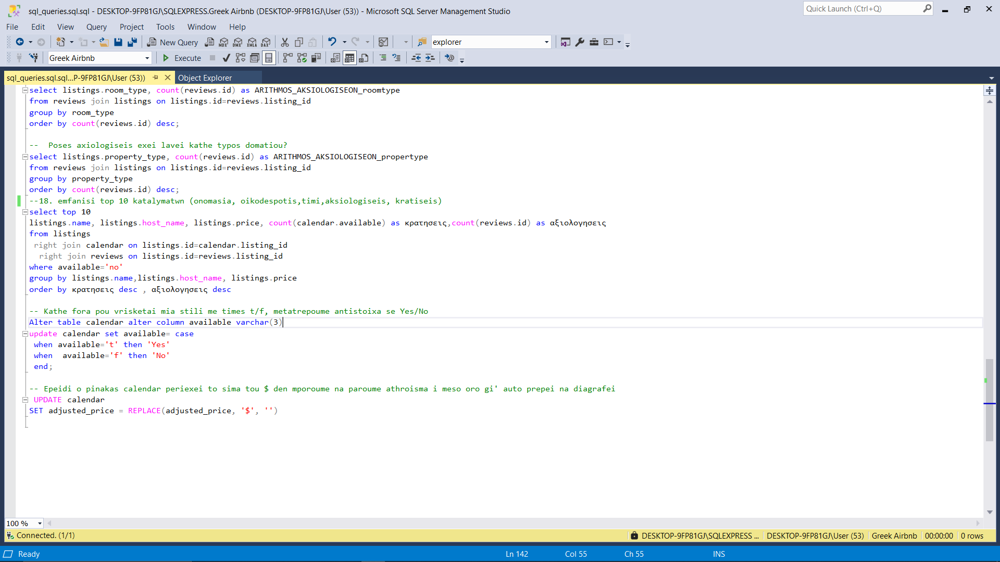 sql_queries.sql.sql - DESKTOP-9FP81GJ\SQLEXPRESS.Greek Airbnb (DESKTOP-9FP81GJ\User (53)) - Microsoft SQL Server Management Studio
Quick Launch (Ctrl+Q)
File Edit View Query Project Tools Window Help
New Query MDX DMX XMLA DAX explorer
Greek Airbnb Execute
sql_queries.sql.sql...P-9FP81GJ\User (53)) Object Explorer
select listings.room_type, count(reviews.id) as ARITHMOS_AKSIOLOGISEON_roomtype
from reviews join listings on listings.id=reviews.listing_id
group by room_type
order by count(reviews.id) desc;
--  Poses axiologiseis exei lavei kathe typos domatiou?
select listings.property_type, count(reviews.id) as ARITHMOS_AKSIOLOGISEON_propertype
from reviews join listings on listings.id=reviews.listing_id
group by property_type
order by count(reviews.id) desc;
--18. emfanisi top 10 katalymatwn (onomasia, oikodespotis,timi,aksiologiseis, kratiseis)
select top 10
listings.name, listings.host_name, listings.price, count(calendar.available) as κρατησεις,count(reviews.id) as αξιολογησεις
from listings
right join calendar on listings.id=calendar.listing_id
right join reviews on listings.id=reviews.listing_id
where available='no'
group by listings.name,listings.host_name, listings.price
order by κρατησεις desc , αξιολογησεις desc
-- Kathe fora pou vrisketai mia stili me times t/f, metatrepoume antistoixa se Yes/No
Alter table calendar alter column available varchar(3)
update calendar set available= case
when available='t' then 'Yes'
when  available='f' then 'No'
end;
-- Epeidi o pinakas calendar periexei to sima tou $ den mporoume na paroume athroisma i meso oro gi' auto prepei na diagrafei
UPDATE calendar
SET adjusted_price = REPLACE(adjusted_price, '$', '')
100 %
Connected. (1/1) DESKTOP-9FP81GJ\SQLEXPRESS ... DESKTOP-9FP81GJ\User (53) Greek Airbnb 00:00:00 0 rows
Ready Ln 142 Col 55 Ch 55 INS